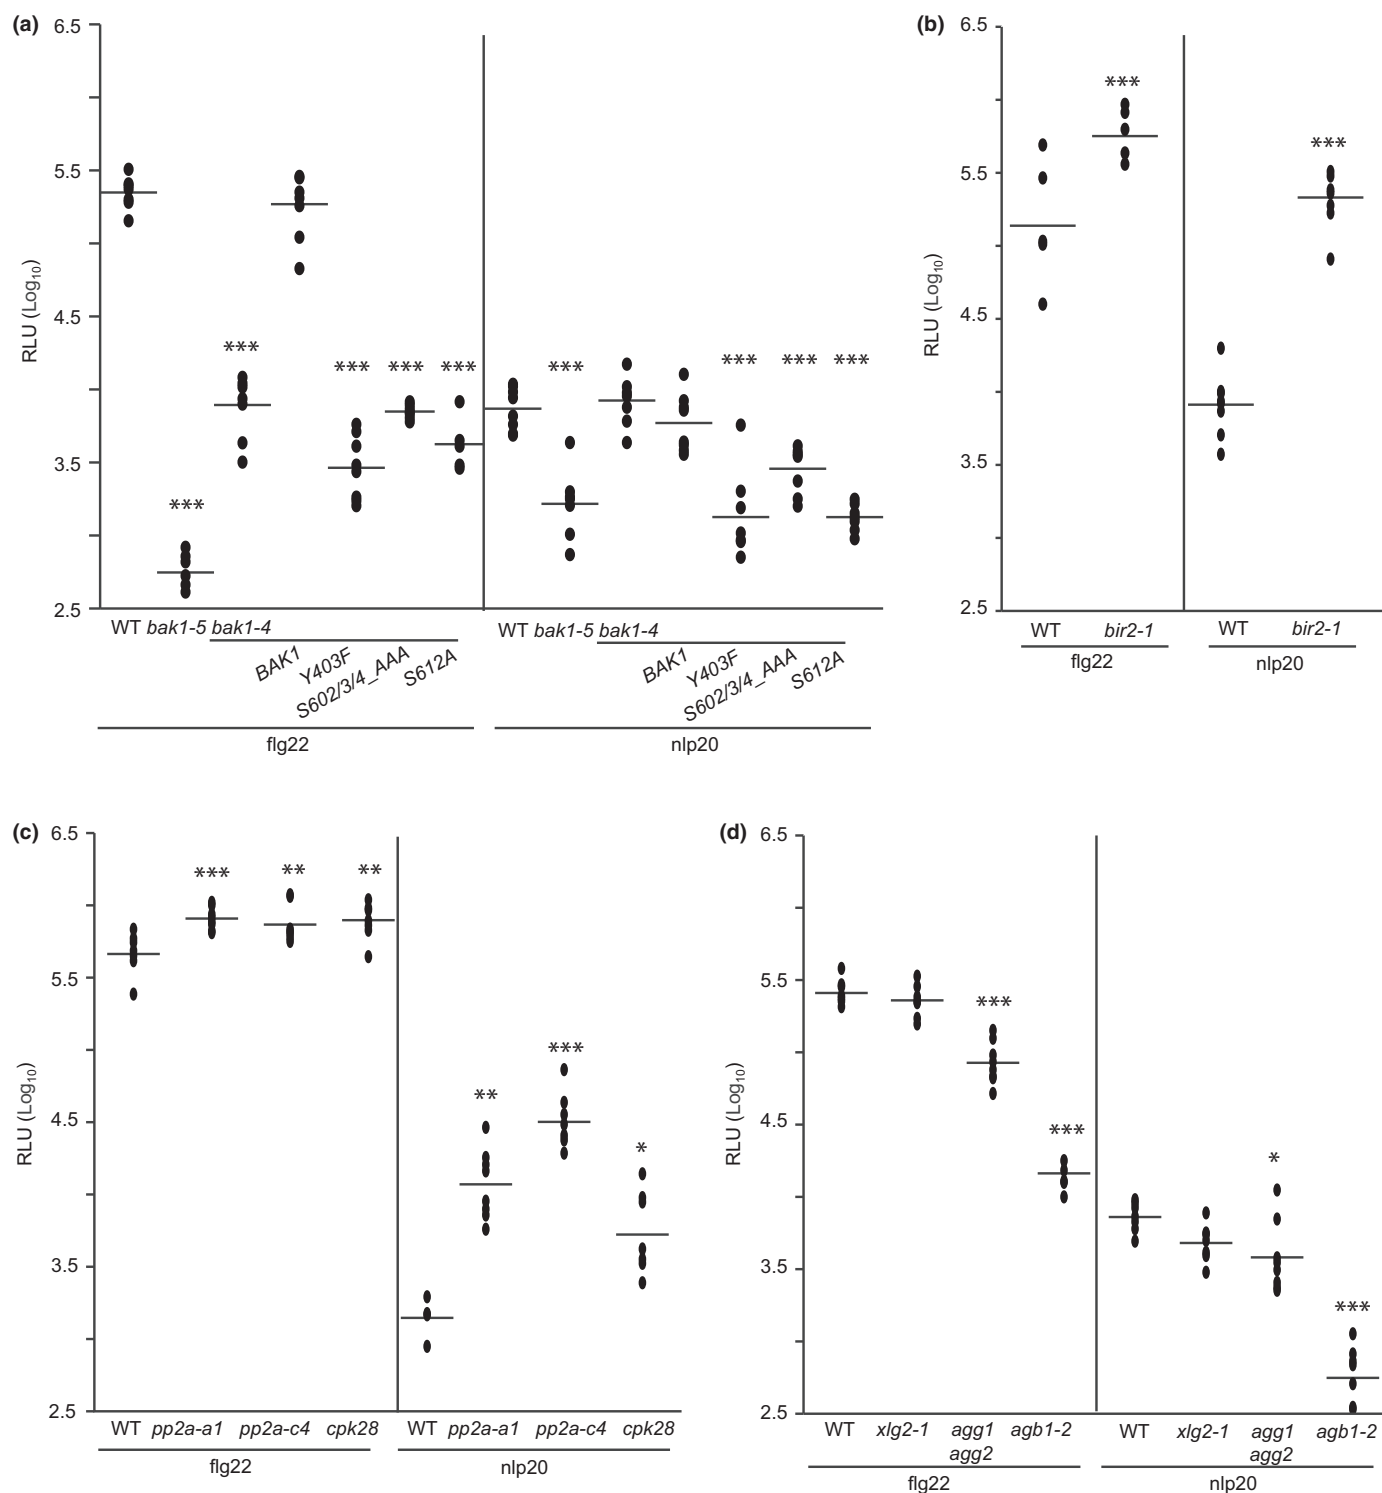 (a)
6.5
5.5
4.5
3.5
2.5
RLU (Log10)
***
***
***
***
***
***
***
***
***
WT bak1-5 bak1-4
BAK1
Y403F
S602/3/4_AAA
S612A
flg22
WT bak1-5 bak1-4
BAK1
Y403F
S602/3/4_AAA
S612A
nlp20
(b)
6.5
5.5
4.5
3.5
2.5
RLU (Log10)
***
***
WT bir2-1
flg22
WT bir2-1
nlp20
(c)
6.5
5.5
4.5
3.5
2.5
RLU (Log10)
***
**
**
**
***
*
WT pp2a-a1 pp2a-c4 cpk28
flg22
WT pp2a-a1 pp2a-c4 cpk28
nlp20
(d)
6.5
5.5
4.5
3.5
2.5
RLU (Log10)
***
***
*
***
WT xlg2-1 agg1 agb1-2
agg2
flg22
WT xlg2-1 agg1 agb1-2
agg2
nlp20